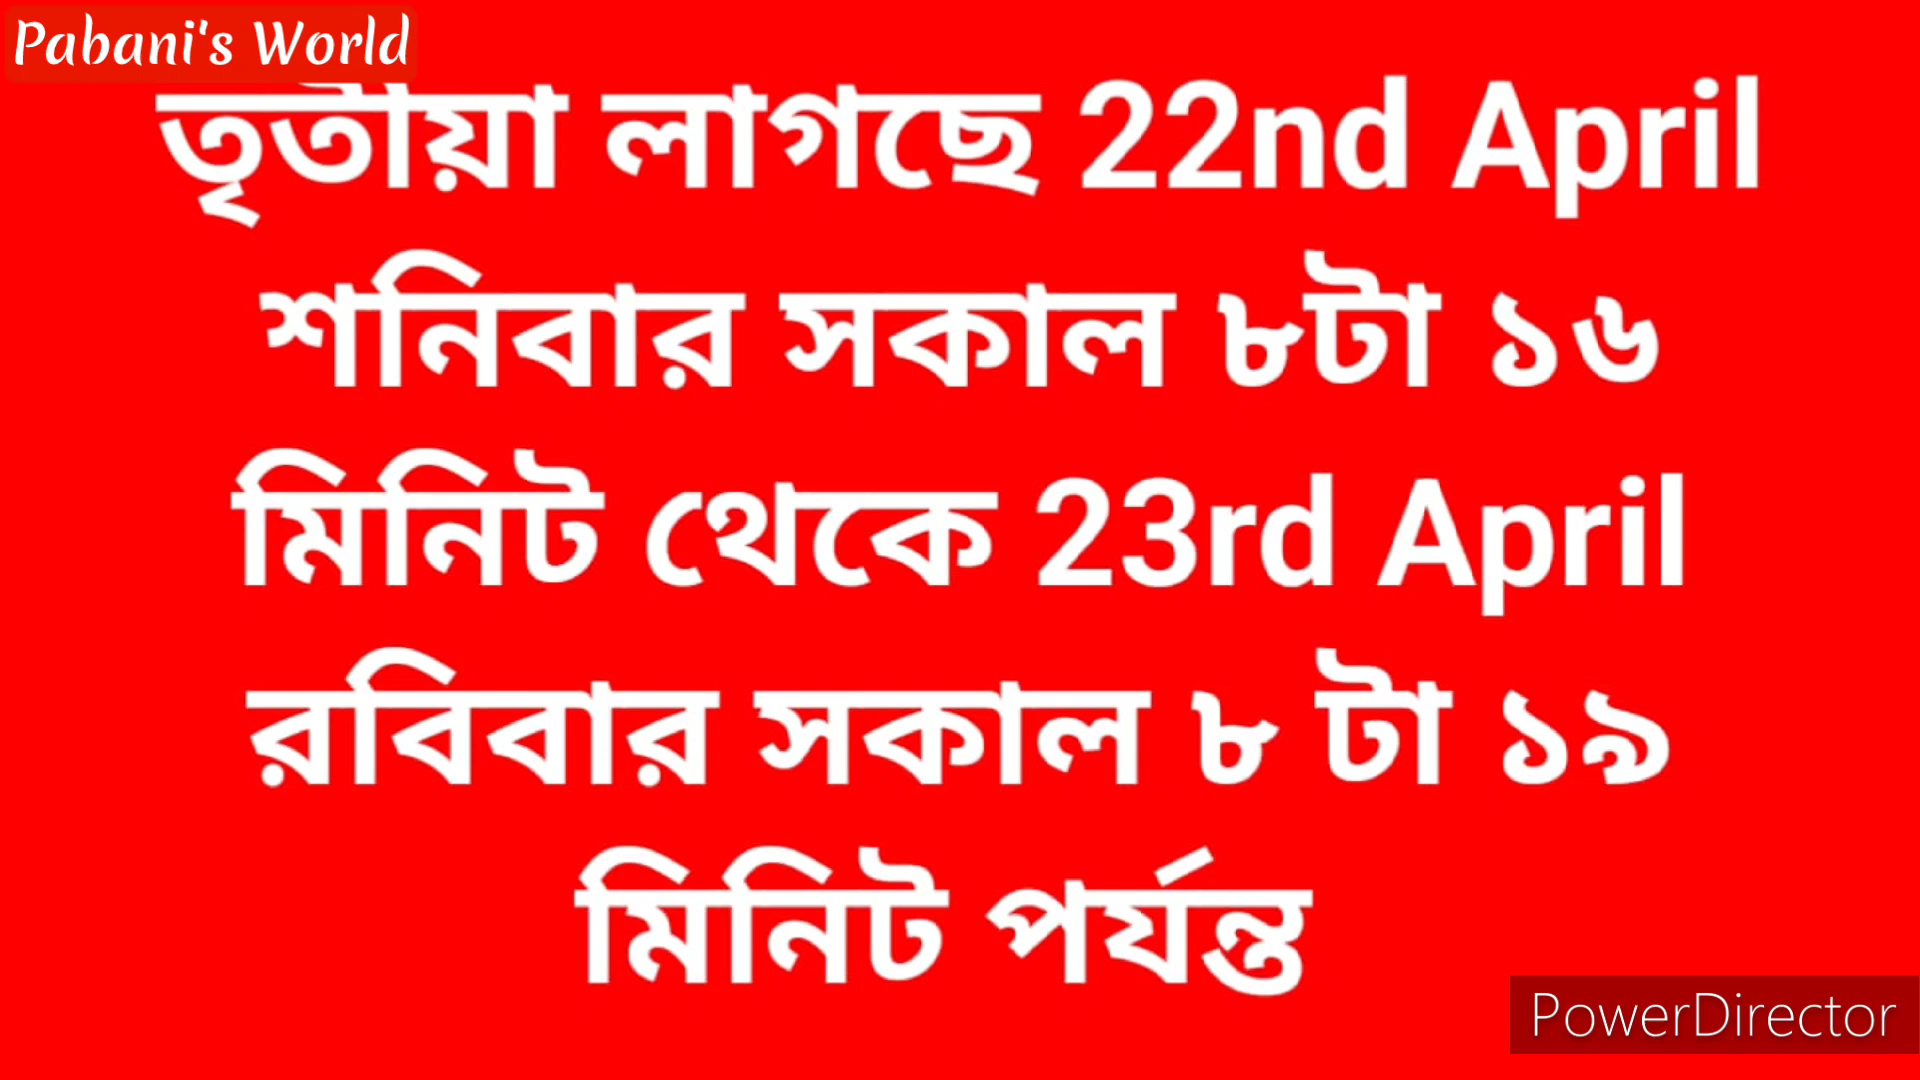 Pabani's World
তৃতীয়া লাগছে 22nd April
শনিবার সকাল ৮টা ১৬
মিনিট থেকে 23rd April
রবিবার সকাল ৮ টা ১৯
মিনিট পর্যন্ত
PowerDirector